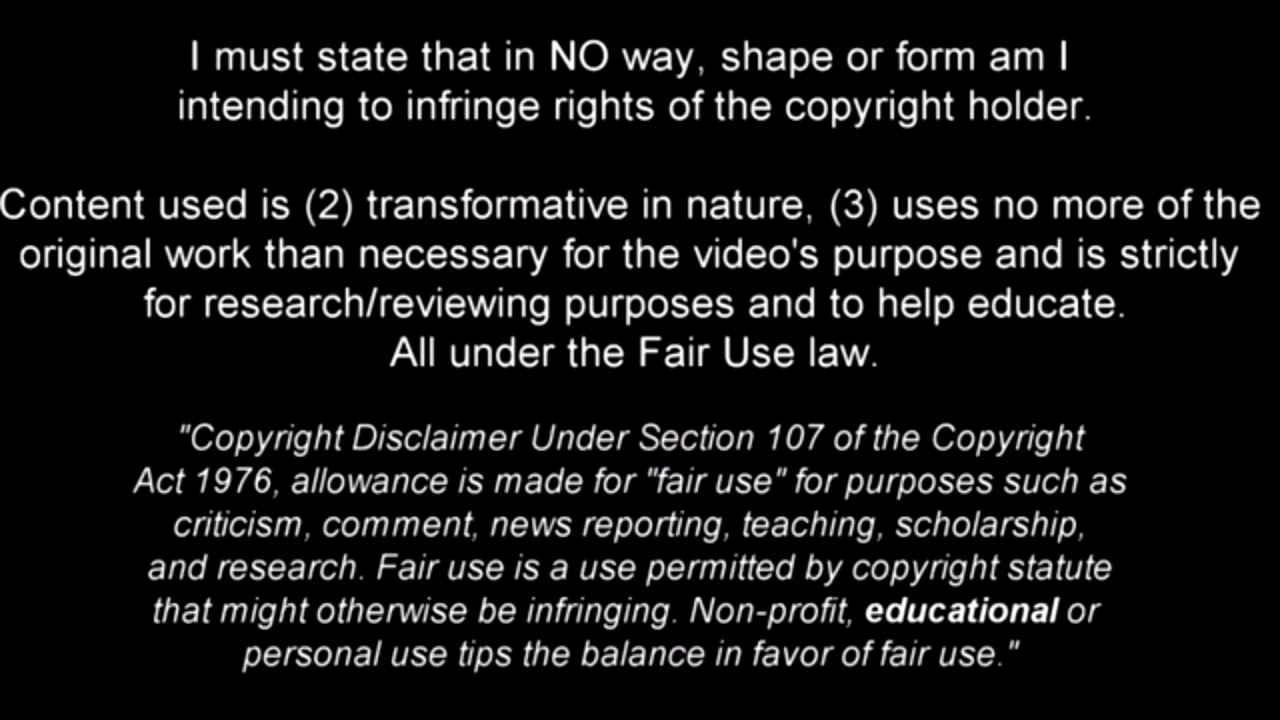 I must state that in NO way, shape or form am I
intending to infringe rights of the copyright holder.
Content used is (2) transformative in nature, (3) uses no more of the
original work than necessary for the video's purpose and is strictly
for research/reviewing purposes and to help educate.
All under the Fair Use law.
"Copyright Disclaimer Under Section 107 of the Copyright
Act 1976, allowance is made for "fair use" for purposes such as
criticism, comment, news reporting, teaching, scholarship,
and research. Fair use is a use permitted by copyright statute
that might otherwise be infringing. Non-profit, educational or
personal use tips the balance in favor of fair use."